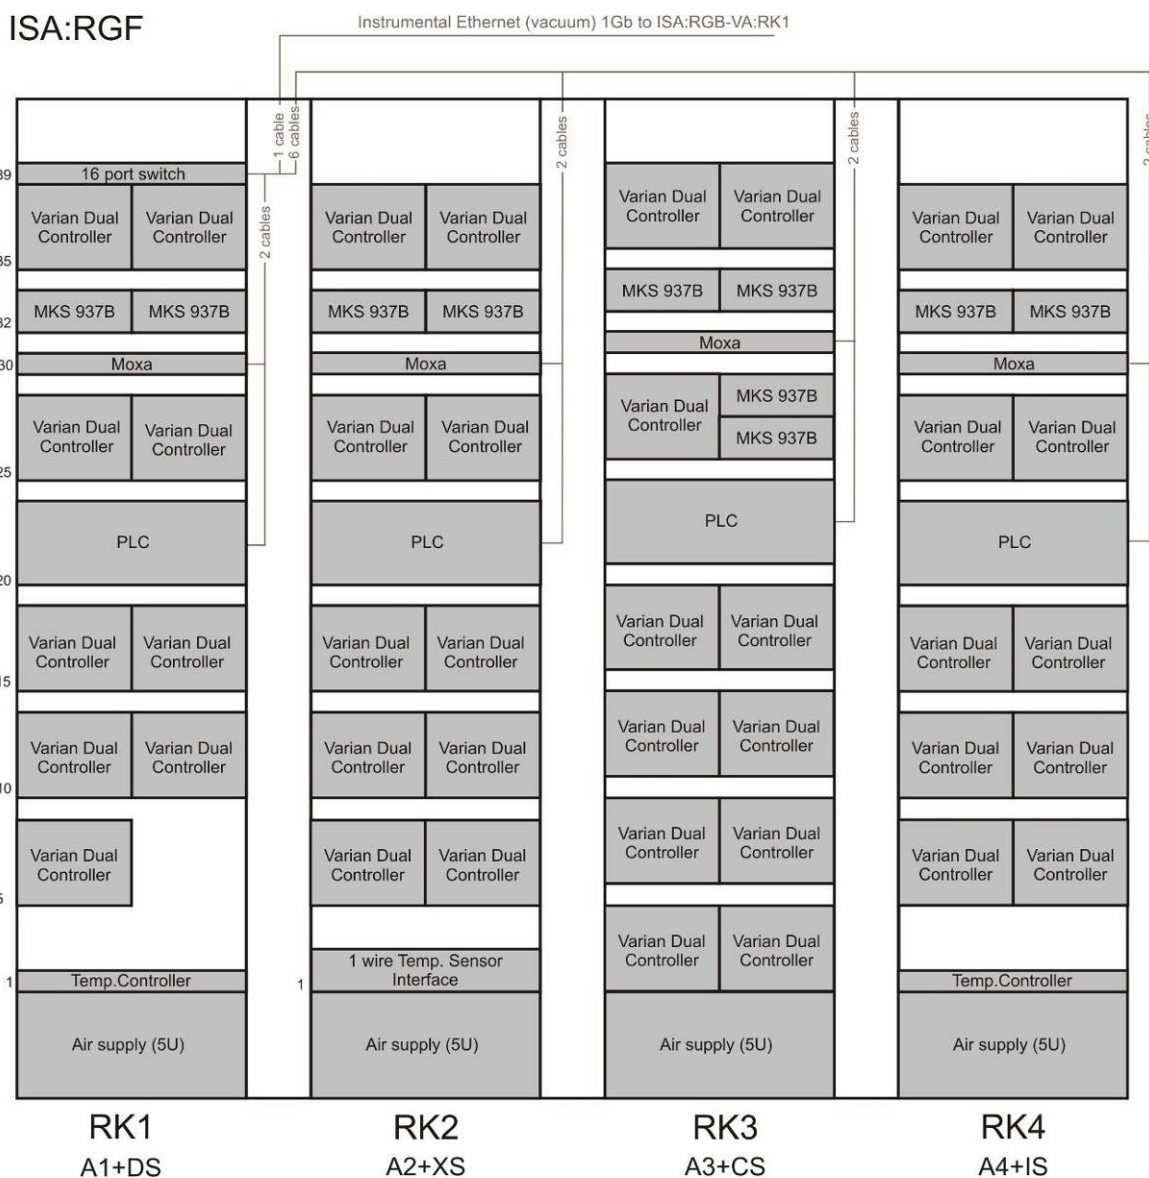 ISA:RGF
Instrumental Ethernet (vacuum) 1Gb to ISA:RGB-VA:RK1
1 cable
6 cables
2 cables
2 cables
2 cables
2 cables
39
35
32
30
25
20
15
10
5
1
16 port switch
Varian Dual
Controller
Varian Dual
Controller
MKS 937B
MKS 937B
Moxa
Varian Dual
Controller
Varian Dual
Controller
PLC
Varian Dual
Controller
Varian Dual
Controller
Varian Dual
Controller
Varian Dual
Controller
Varian Dual
Controller
Temp.Controller
Air supply (5U)
RK1
A1+DS
Varian Dual
Controller
Varian Dual
Controller
MKS 937B
MKS 937B
Moxa
Varian Dual
Controller
Varian Dual
Controller
PLC
Varian Dual
Controller
Varian Dual
Controller
Varian Dual
Controller
Varian Dual
Controller
Varian Dual
Controller
Varian Dual
Controller
1
1 wire Temp. Sensor
Interface
Air supply (5U)
RK2
A2+XS
Varian Dual
Controller
Varian Dual
Controller
MKS 937B
MKS 937B
Moxa
Varian Dual
Controller
MKS 937B
MKS 937B
PLC
Varian Dual
Controller
Varian Dual
Controller
Varian Dual
Controller
Varian Dual
Controller
Varian Dual
Controller
Varian Dual
Controller
Varian Dual
Controller
Varian Dual
Controller
Air supply (5U)
RK3
A3+CS
Varian Dual
Controller
Varian Dual
Controller
MKS 937B
MKS 937B
Moxa
Varian Dual
Controller
Varian Dual
Controller
PLC
Varian Dual
Controller
Varian Dual
Controller
Varian Dual
Controller
Varian Dual
Controller
Varian Dual
Controller
Varian Dual
Controller
Temp.Controller
Air supply (5U)
RK4
A4+IS